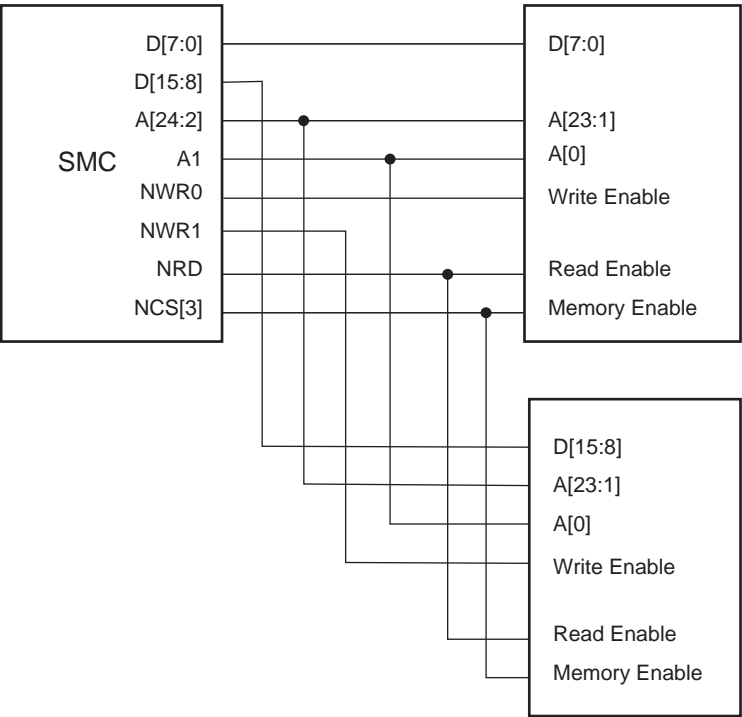 D[7:0]
D[15:8]
A[24:2]
SMC
A1
NWR0
NWR1
NRD
NCS[3]
D[7:0]
A[23:1]
A[0]
Write Enable
Read Enable
Memory Enable
D[15:8]
A[23:1]
A[0]
Write Enable
Read Enable
Memory Enable